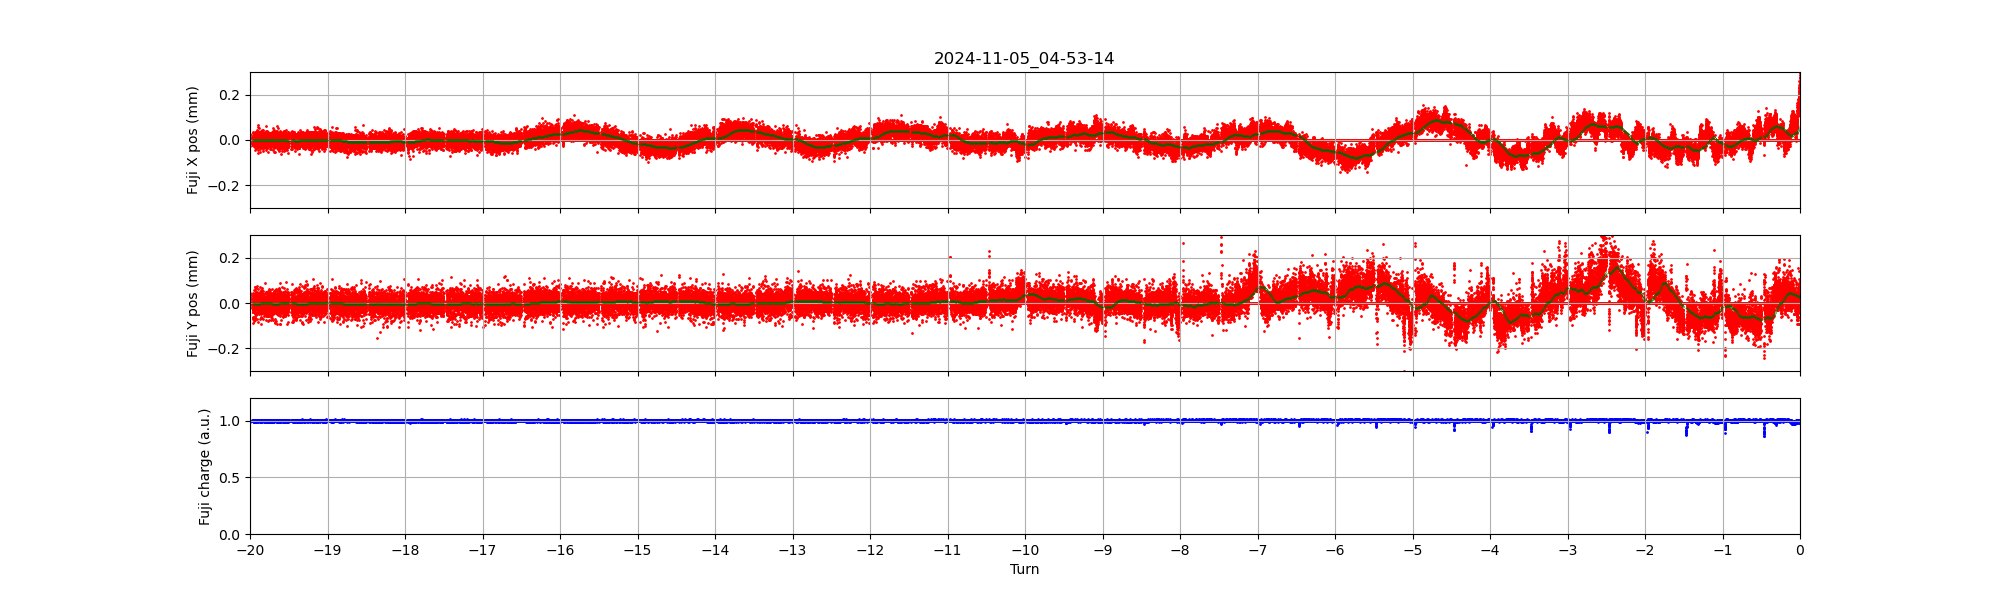 2024-11-05_04-53-14
Fuji X pos (mm)
0.2
0.0
−0.2
Fuji Y pos (mm)
0.2
0.0
−0.2
Fuji charge (a.u.)
1.0
0.5
0.0
−20 −19 −18 −17 −16 −15 −14 −13 −12 −11 −10 −9 −8 −7 −6 −5 −4 −3 −2 −1 0
Turn